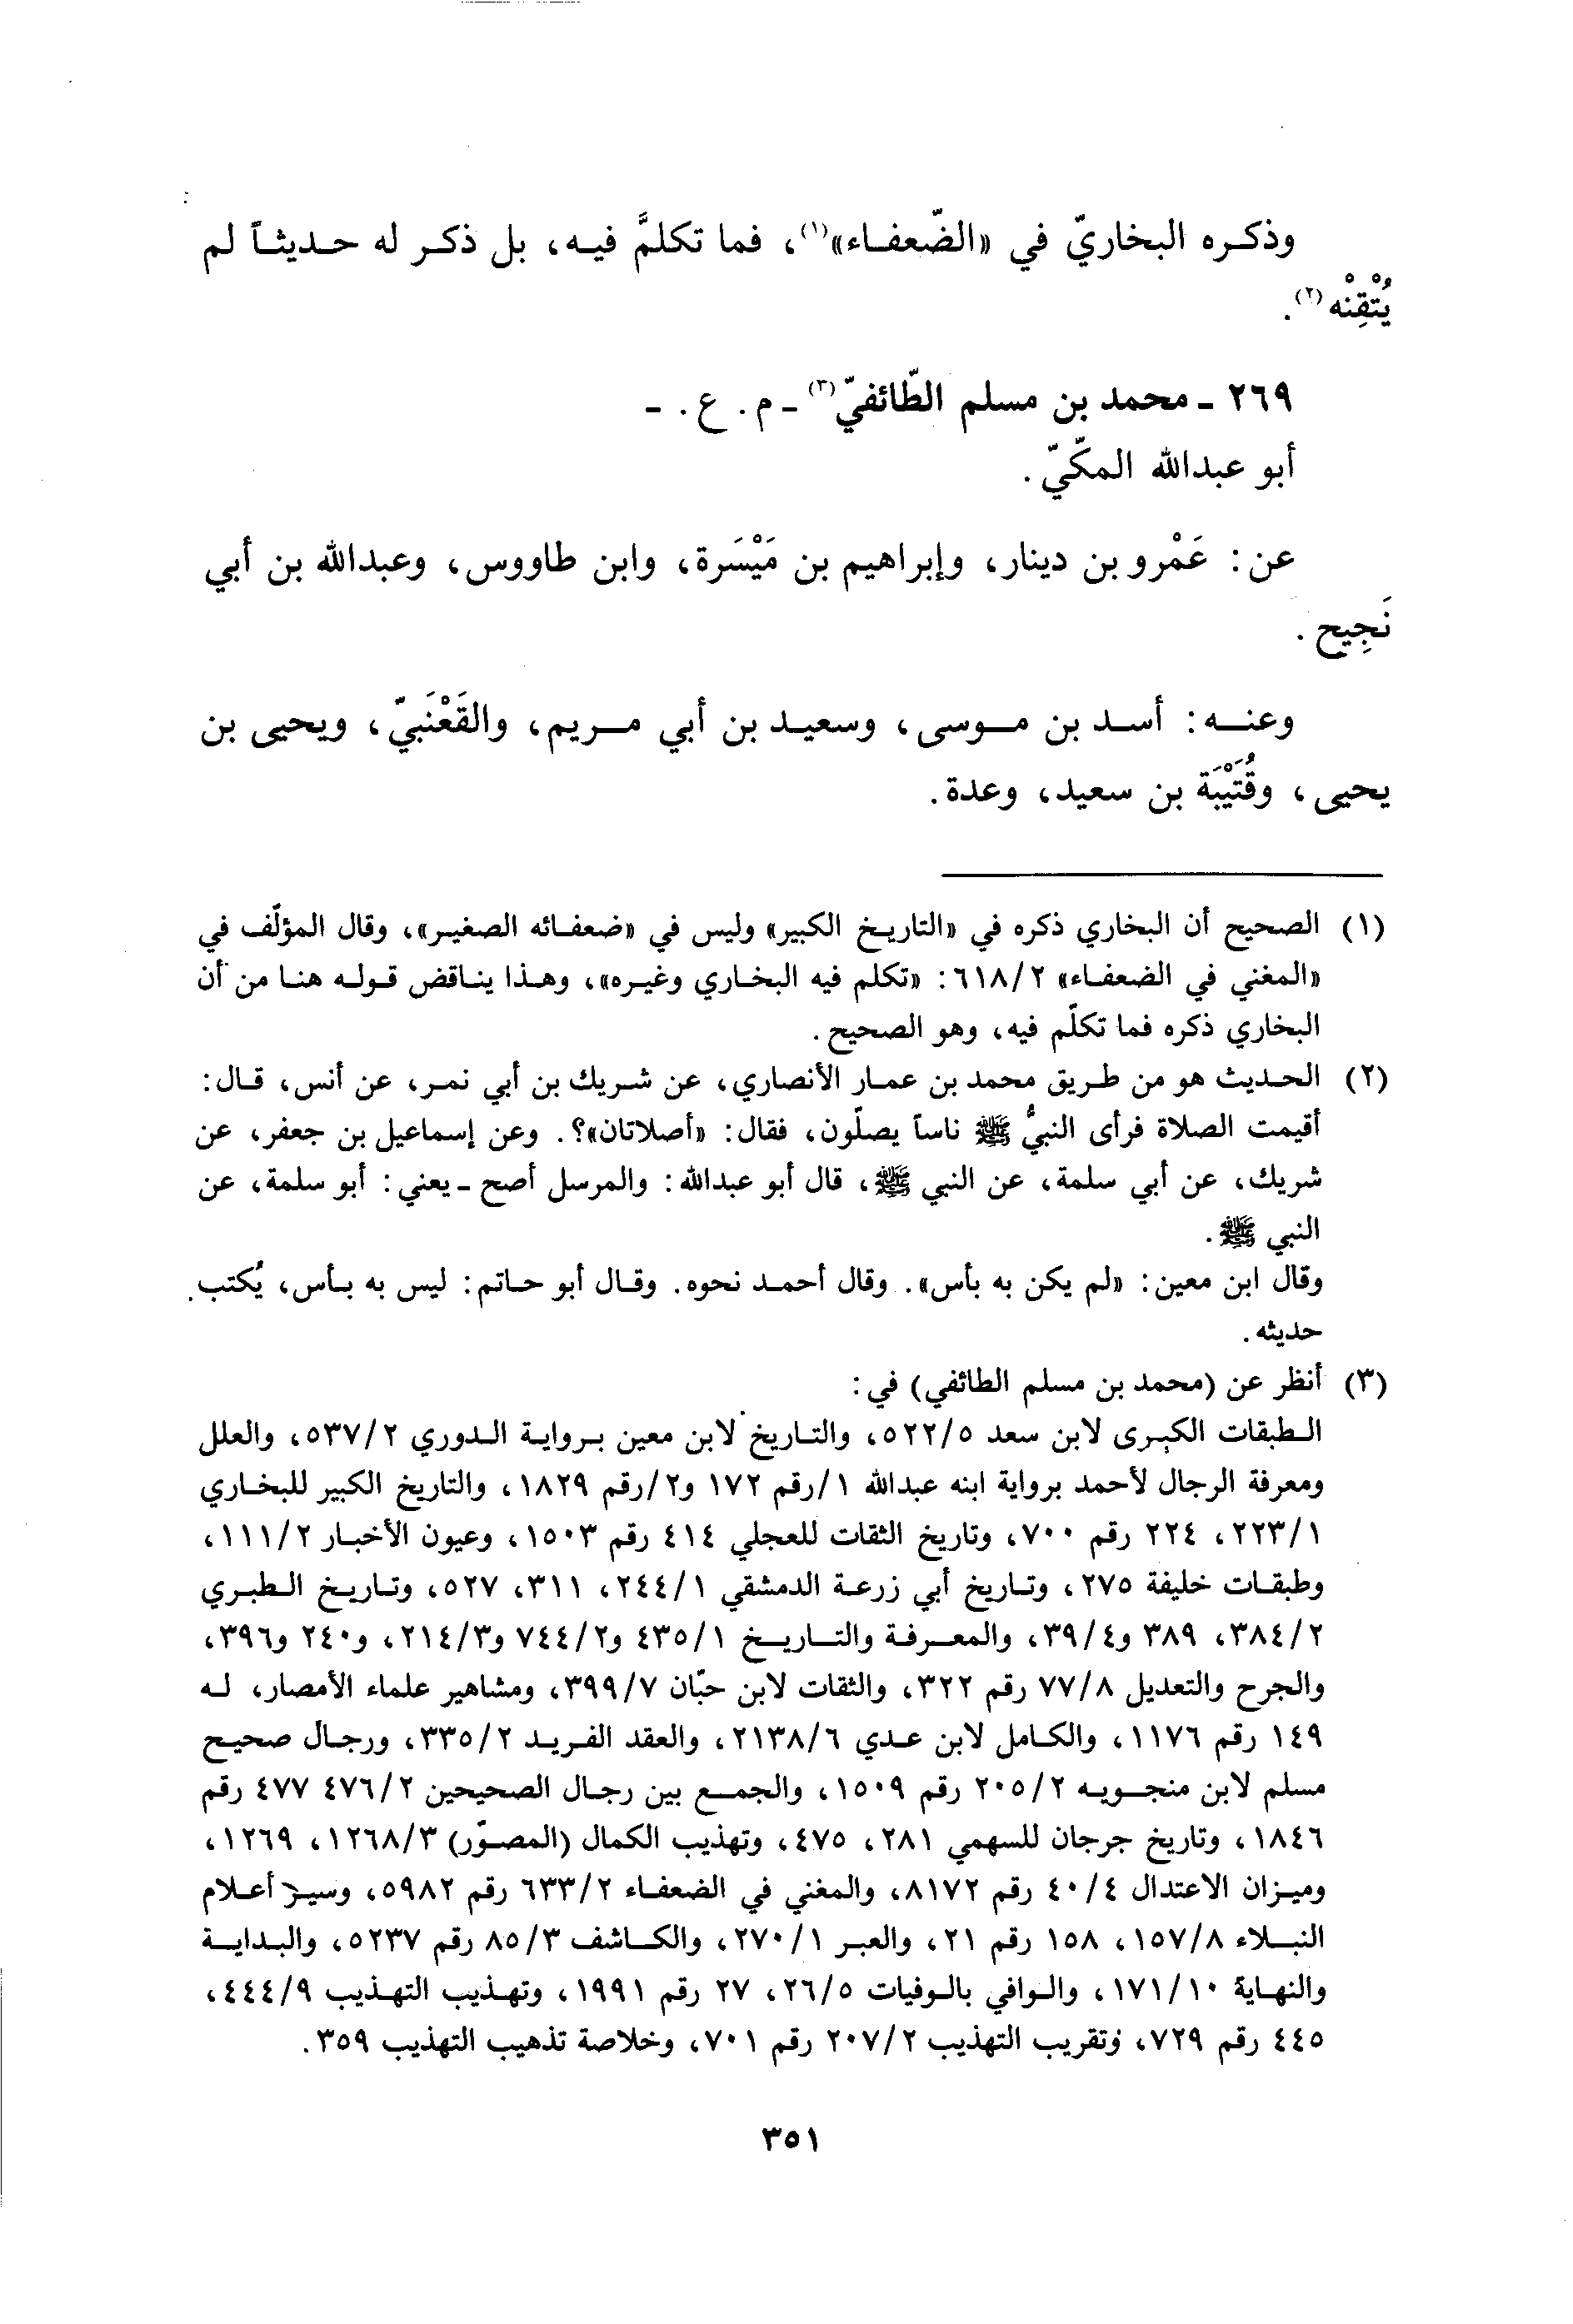 وذكره البخاريّ في «الضّعفاء»(١)، فما تكلمَّ فيه، بل ذكر له حديثاً لم
يُتْقِنْه(٢).
٢٦٩ ـ محمد بن مسلم الطّائفيّ(٣) ـ م. ع. ـ
أبو عبدالله المكّيّ.
عن: عَمْرو بن دينار، وإبراهيم بن مَيْسَرة، وابن طاووس، وعبدالله بن أبي
نَجِيح.
وعنه: أسد بن موسى، وسعيد بن أبي مريم، والقَعْنَبيّ، ويحيى بن
يحيى، وقُتَيْبَة بن سعيد، وعدة.
(١) الصحيح أن البخاري ذكره في «التاريخ الكبير» وليس في «ضعفائه الصغير»، وقال المؤلّف في
«المغني في الضعفاء» ٦١٨/٢: «تكلم فيه البخاري وغيره»، وهذا يناقض قوله هنا من أن
البخاري ذكره فما تكلّم فيه، وهو الصحيح.
(٢) الحديث هو من طريق محمد بن عمار الأنصاري، عن شريك بن أبي نمر، عن أنس، قال:
أقيمت الصلاة فرأى النبيُّ ﷺ ناساً يصلّون، فقال: «أصلاتان»؟. وعن إسماعيل بن جعفر، عن
شريك، عن أبي سلمة، عن النبي ﷺ، قال أبو عبدالله: والمرسل أصح ـ يعني: أبو سلمة، عن
النبي ﷺ.
وقال ابن معين: «لم يكن به بأس». وقال أحمد نحوه. وقال أبو حاتم: ليس به بأس، يُكتب
حديثه.
(٣) أنظر عن (محمد بن مسلم الطائفي) في:
الطبقات الكبرى لابن سعد ٥٢٢/٥، والتاريخ لابن معين برواية الدوري ٥٣٧/٢، والعلل
ومعرفة الرجال لأحمد برواية ابنه عبدالله ١/رقم ١٧٢ و٢/رقم ١٨٢٩، والتاريخ الكبير للبخاري
٢٢٣/١، ٢٢٤ رقم ٧٠٠، وتاريخ الثقات للعجلي ٤١٤ رقم ١٥٠٣، وعيون الأخبار ١١١/٢،
وطبقات خليفة ٢٧٥، وتاريخ أبي زرعة الدمشقي ٢٤٤/١، ٣١١، ٥٢٧، وتاريخ الطبري
٣٨٤/٢، ٣٨٩ و٣٩/٤، والمعرفة والتاريخ ٤٣٥/١ و٧٤٤/٢ و٢١٤/٣، و٢٤٠ و٣٩٦،
والجرح والتعديل ٧٧/٨ رقم ٣٢٢، والثقات لابن حبّان ٣٩٩/٧، ومشاهير علماء الأمصار، له
١٤٩ رقم ١١٧٦، والكامل لابن عدي ٢١٣٨/٦، والعقد الفريد ٣٣٥/٢، ورجال صحيح
مسلم لابن منجويه ٢٠٥/٢ رقم ١٥٠٩، والجمع بين رجال الصحيحين ٤٧٦/٢ ٤٧٧ رقم
١٨٤٦، وتاريخ جرجان للسهمي ٢٨١، ٤٧٥، وتهذيب الكمال (المصوّر) ١٢٦٨/٣، ١٢٦٩،
وميزان الاعتدال ٤٠/٤ رقم ٨١٧٢، والمغني في الضعفاء ٦٣٣/٢ رقم ٥٩٨٢، وسير أعلام
النبلاء ١٥٧/٨، ١٥٨ رقم ٢١، والعبر ٢٧٠/١، والكاشف ٨٥/٣ رقم ٥٢٣٧، والبداية
والنهاية ١٧١/١٠، والوافي بالوفيات ٢٦/٥، ٢٧ رقم ١٩٩١، وتهذيب التهذيب ٤٤٤/٩،
٤٤٥ رقم ٧٢٩، وتقريب التهذيب ٢٠٧/٢ رقم ٧٠١، وخلاصة تذهيب التهذيب ٣٥٩.
٣٥١